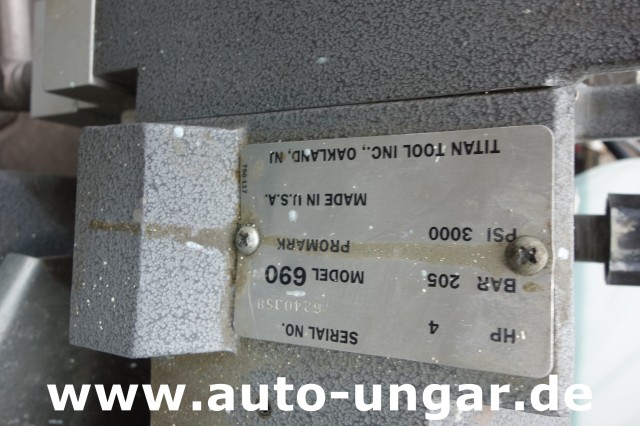 HP 4 SERIAL NO.
BAR 205 MODEL 690
PSI 3000 PROMARK
MADE IN U.S.A.
TITAN TOOL INC., OAKLAND, NJ
www.auto-ungar.de